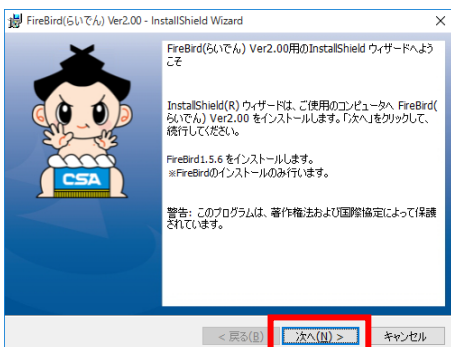 FireBird(らいでん) Ver2.00 - InstallShield Wizard
FireBird(らいでん) Ver2.00用のInstallShield ウィザードへよう
こそ
InstallShield(R) ウィザードは、ご使用のコンピュータへ FireBird(
らいでん) Ver2.00 をインストールします。「次へ」をクリックして、
続行してください。
FireBird1.5.6 をインストールします。
※FireBirdのインストールのみ行います。
警告: このプログラムは、著作権法および国際協定によって保護
されています。
CSA
< 戻る(B)
次へ(N) >
キャンセル